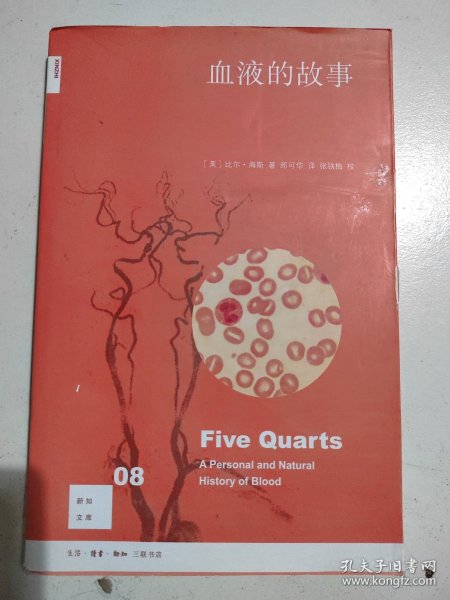 XINZHI
血液的故事
[美] 比尔·海斯 著 郎可华 译 张铁梅 校
Five Quarts
A Personal and Natural
History of Blood
08
新知
文库
生活·讀書·新知 三联书店
孔夫子旧书网
www.kongfz.com